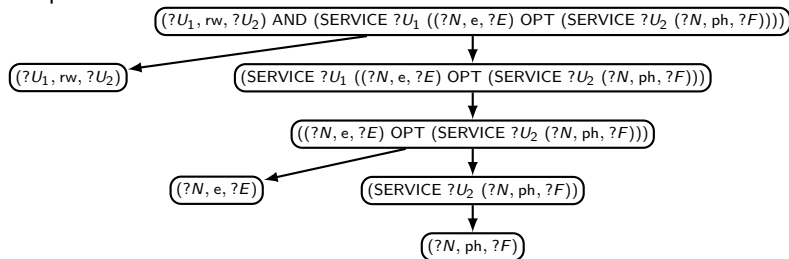 (?U₁, rw, ?U₂) AND (SERVICE ?U₁ ((?N, e, ?E) OPT (SERVICE ?U₂ (?N, ph, ?F))))
(?U₁, rw, ?U₂)
(SERVICE ?U₁ ((?N, e, ?E) OPT (SERVICE ?U₂ (?N, ph, ?F)))
((?N, e, ?E) OPT (SERVICE ?U₂ (?N, ph, ?F)))
(?N, e, ?E)
(SERVICE ?U₂ (?N, ph, ?F))
(?N, ph, ?F)